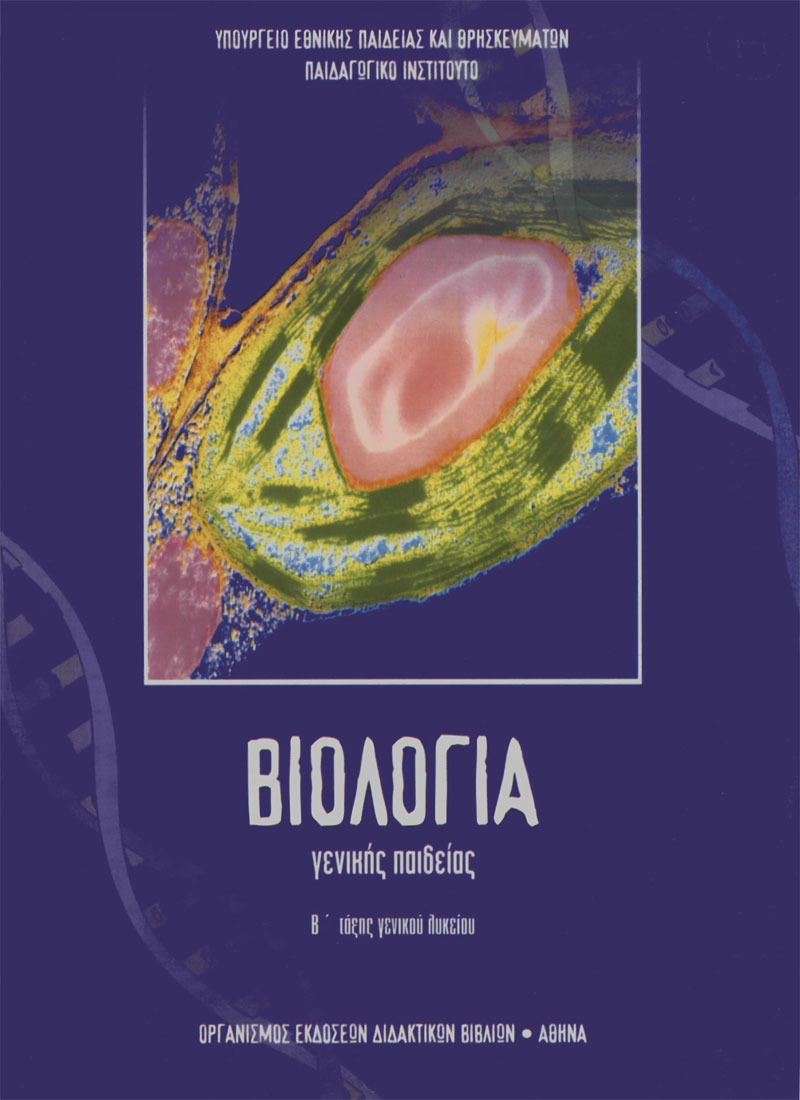 ΥΠΟΥΡΓΕΙΟ ΕΘΝΙΚΗΣ ΠΑΙΔΕΙΑΣ ΚΑΙ ΘΡΗΣΚΕΥΜΑΤΩΝ
ΠΑΙΔΑΓΩΓΙΚΟ ΙΝΣΤΙΤΟΥΤΟ
ΒΙΟΛΟΓΙΑ
γενικής παιδείας
Β΄ τάξης γενικού λυκείου
ΟΡΓΑΝΙΣΜΟΣ ΕΚΔΟΣΕΩΝ ΔΙΔΑΚΤΙΚΩΝ ΒΙΒΛΙΩΝ • ΑΘΗΝΑ